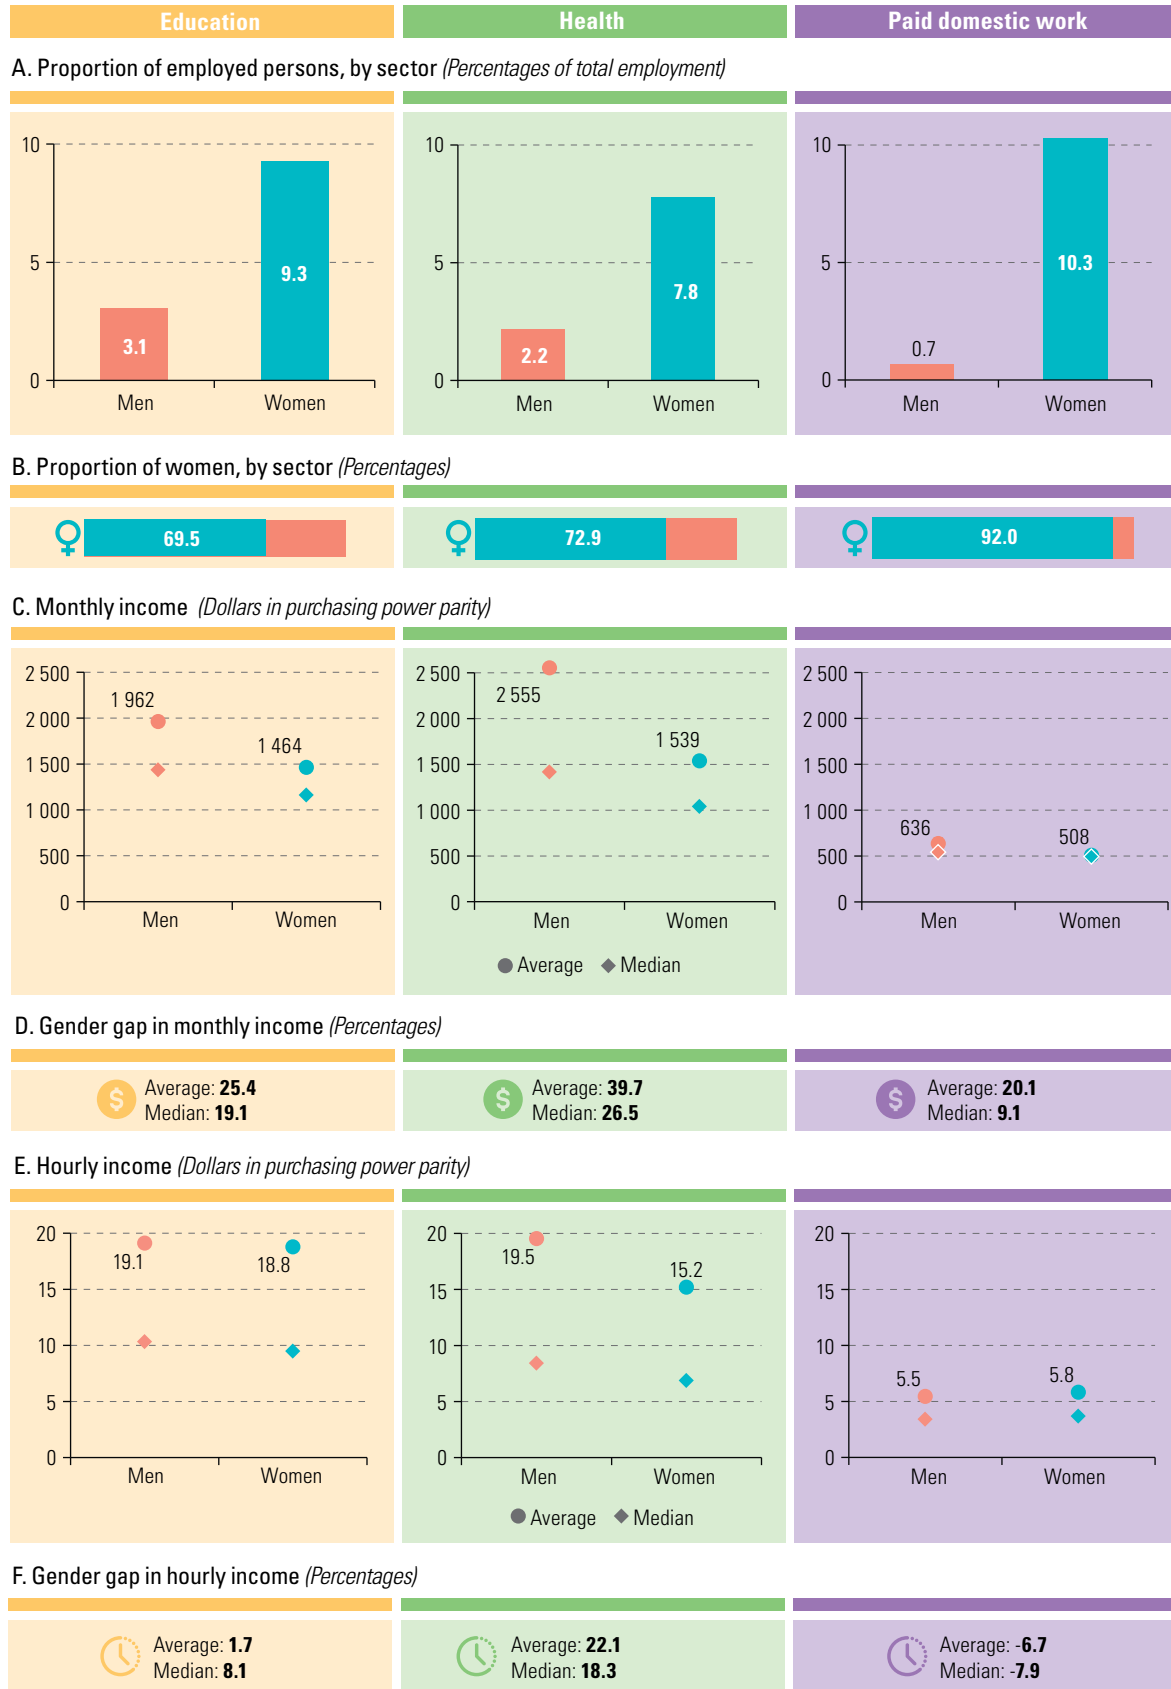 Education
Health
Paid domestic work
A. Proportion of employed persons, by sector (Percentages of total employment)
10
5
0
3.1
9.3
Men
Women
10
5
0
2.2
7.8
Men
Women
10
5
0
0.7
10.3
Men
Women
B. Proportion of women, by sector (Percentages)
69.5
72.9
92.0
C. Monthly income (Dollars in purchasing power parity)
2 500
2 000
1 500
1 000
500
0
1 962
1 464
Men
Women
2 500
2 000
1 500
1 000
500
0
2 555
1 539
Men
Women
Average
Median
2 500
2 000
1 500
1 000
500
0
636
508
Men
Women
D. Gender gap in monthly income (Percentages)
$
Average: 25.4
Median: 19.1
$
Average: 39.7
Median: 26.5
$
Average: 20.1
Median: 9.1
E. Hourly income (Dollars in purchasing power parity)
20
15
10
5
0
19.1
18.8
Men
Women
20
15
10
5
0
19.5
15.2
Men
Women
Average
Median
20
15
10
5
0
5.5
5.8
Men
Women
F. Gender gap in hourly income (Percentages)
Average: 1.7
Median: 8.1
Average: 22.1
Median: 18.3
Average: -6.7
Median: -7.9